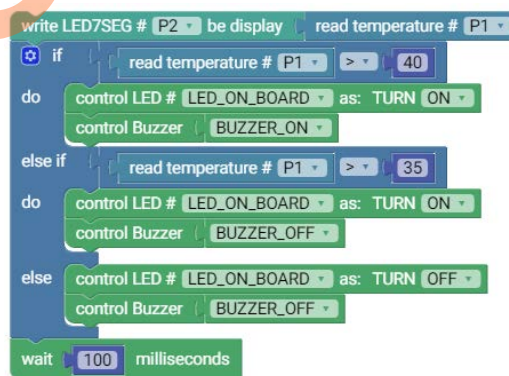 write LED7SEG # P2 be display read temperature # P1
if read temperature # P1 > 40
do control LED # LED_ON_BOARD as: TURN ON
control Buzzer BUZZER_ON
else if read temperature # P1 > 35
do control LED # LED_ON_BOARD as: TURN ON
control Buzzer BUZZER_OFF
else control LED # LED_ON_BOARD as: TURN OFF
control Buzzer BUZZER_OFF
wait 100 milliseconds